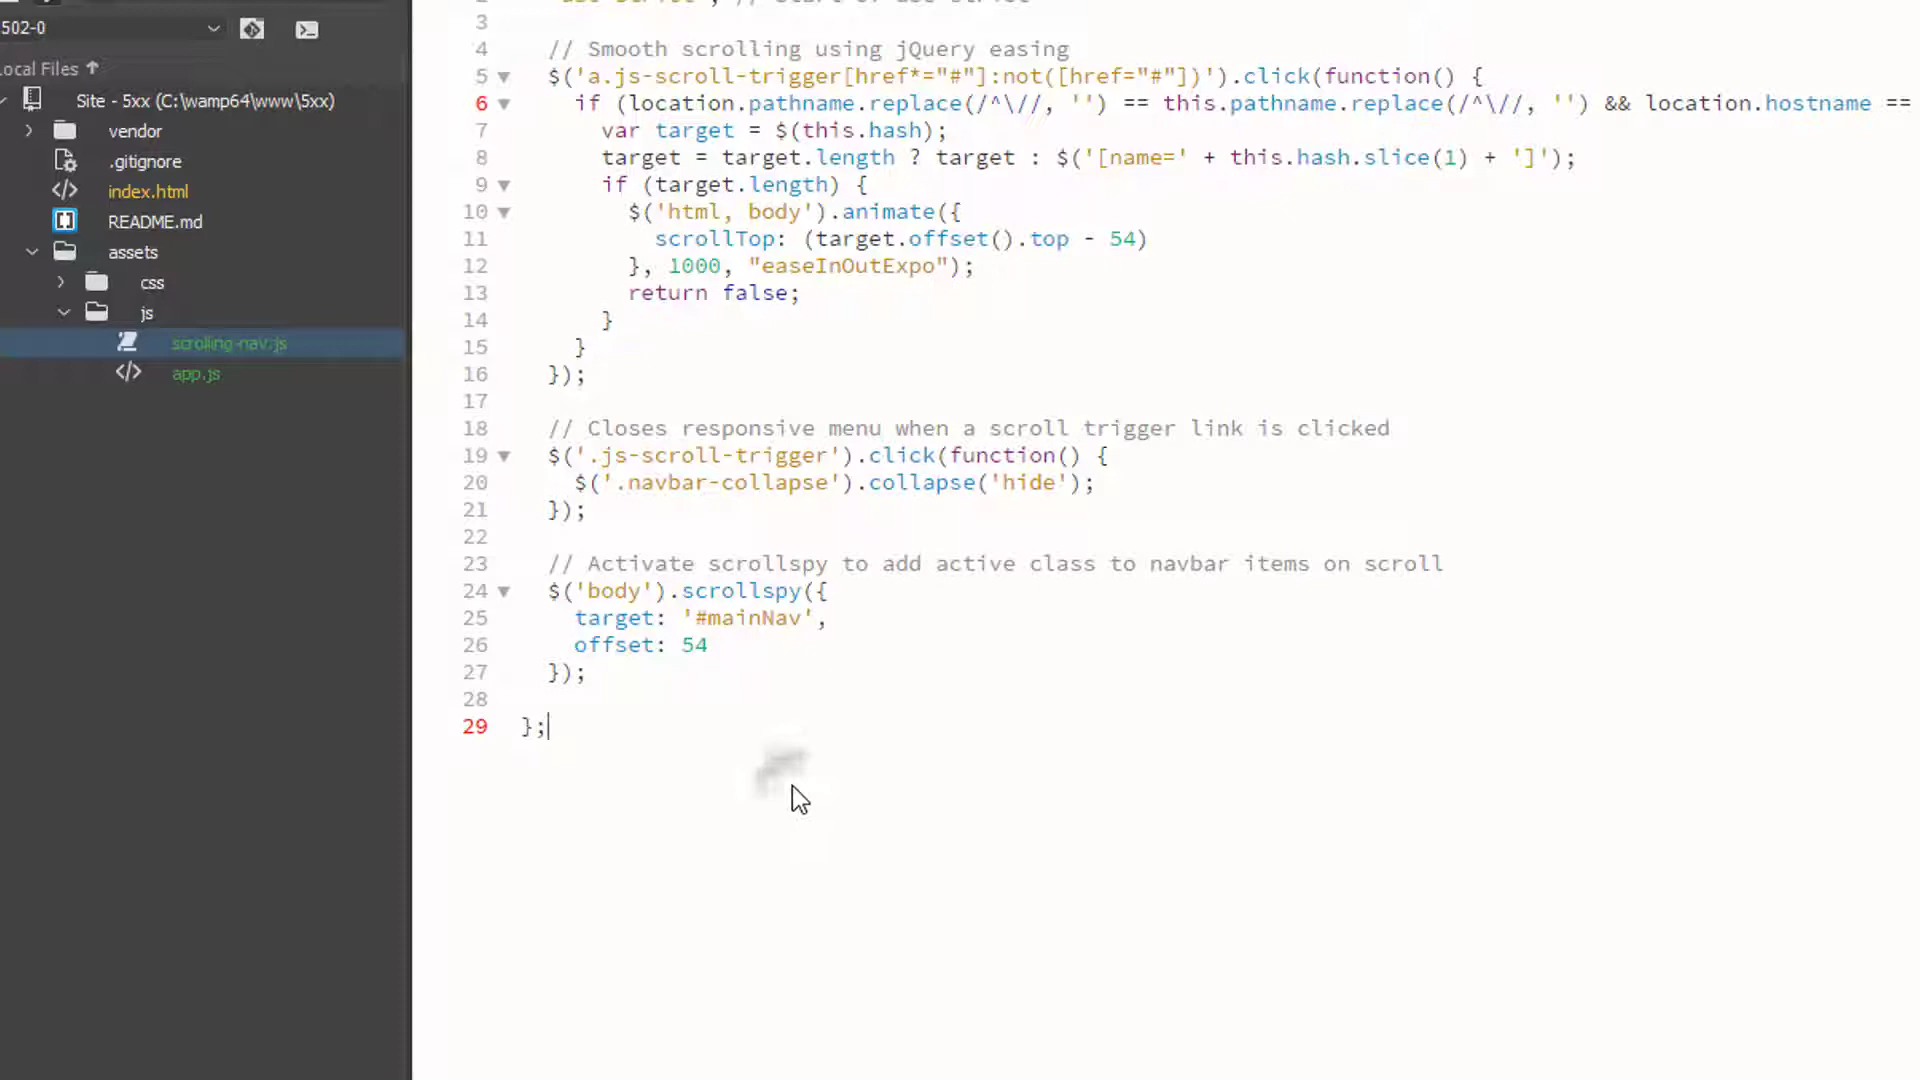 502-0
3
Local Files
4 // Smooth scrolling using jQuery easing
5 $('a.js-scroll-trigger[href*="#"]:not([href="#"])').click(function() {
Site - 5xx (C:\wamp64\www\5xx)
6 if (location.pathname.replace(/^\//, '') == this.pathname.replace(/^\//, '') && location.hostname ==
vendor
7 var target = $(this.hash);
.gitignore
8 target = target.length ? target : $('[name=' + this.hash.slice(1) + ']');
index.html
9 if (target.length) {
README.md
10 $('html, body').animate({
11 scrollTop: (target.offset().top - 54)
assets
12 }, 1000, "easeInOutExpo");
css
13 return false;
js
14 }
scrolling-nav.js
15 }
app.js
16 });
17
18 // Closes responsive menu when a scroll trigger link is clicked
19 $('.js-scroll-trigger').click(function() {
20 $('.navbar-collapse').collapse('hide');
21 });
22
23 // Activate scrollspy to add active class to navbar items on scroll
24 $('body').scrollspy({
25 target: '#mainNav',
26 offset: 54
27 });
28
29 };